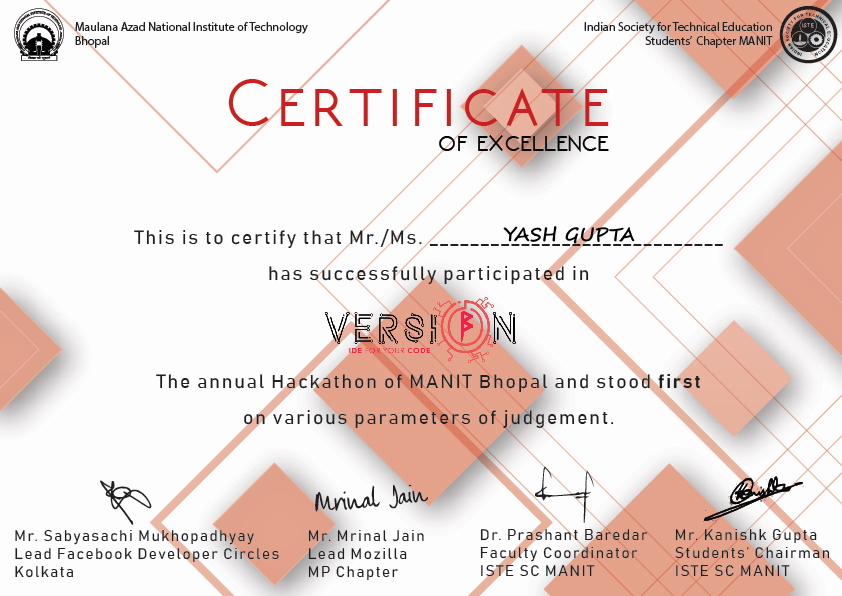 Maulana Azad National Institute of Technology
Bhopal
Indian Society for Technical Education
Students' Chapter MANIT
ISTE
CERTIFICATE
OF EXCELLENCE
This is to certify that Mr./Ms. YASH GUPTA
has successfully participated in
VERSION
IDE FOR YOUR CODE
The annual Hackathon of MANIT Bhopal and stood first
on various parameters of judgement.
Mrinal Jain
Mr. Sabyasachi Mukhopadhyay
Lead Facebook Developer Circles
Kolkata
Mr. Mrinal Jain
Lead Mozilla
MP Chapter
Dr. Prashant Baredar
Faculty Coordinator
ISTE SC MANIT
Mr. Kanishk Gupta
Students' Chairman
ISTE SC MANIT